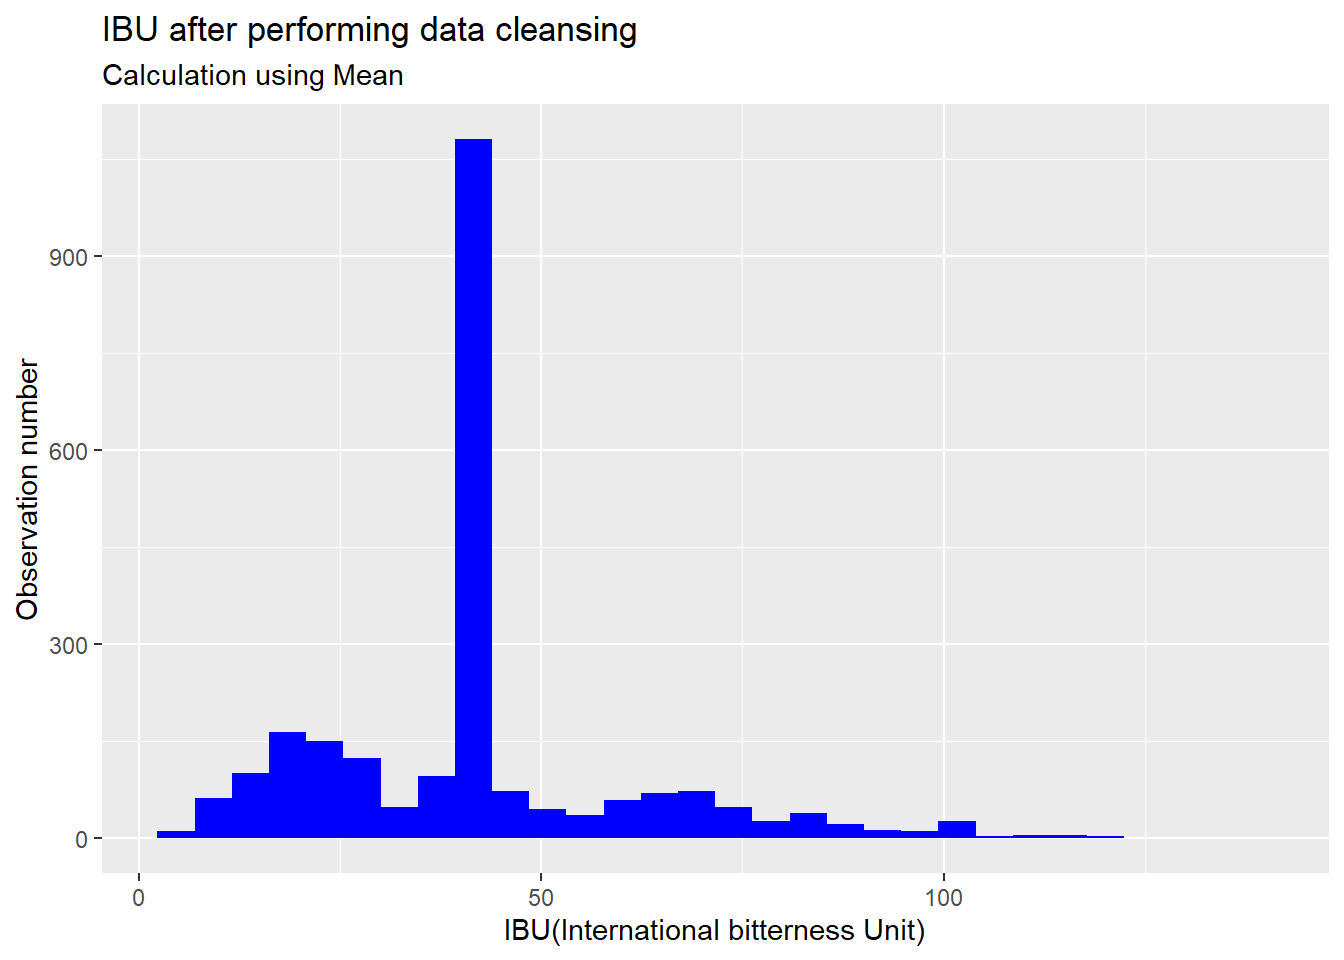 IBU after performing data cleansing
Calculation using Mean
Observation number
900
600
300
0
0 50 100
IBU(International bitterness Unit)